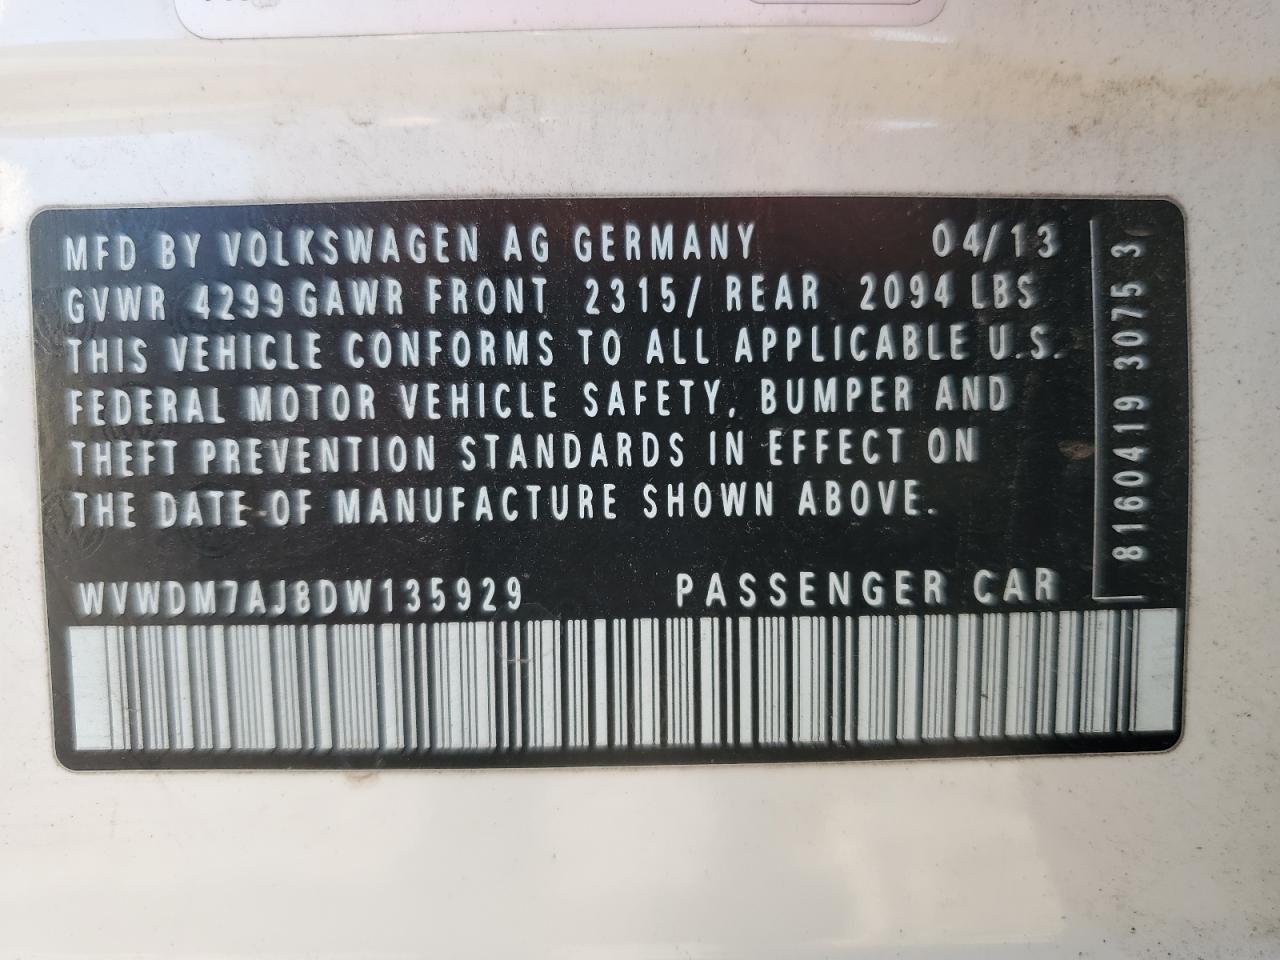 MFD BY VOLKSWAGEN AG GERMANY 04/13
GVWR 4299 GAWR FRONT 2315/ REAR 2094 LBS
THIS VEHICLE CONFORMS TO ALL APPLICABLE U.S.
FEDERAL MOTOR VEHICLE SAFETY, BUMPER AND
THEFT PREVENTION STANDARDS IN EFFECT ON
THE DATE OF MANUFACTURE SHOWN ABOVE.
WVWDM7AJ8DW135929 PASSENGER CAR
8160419 3075 3